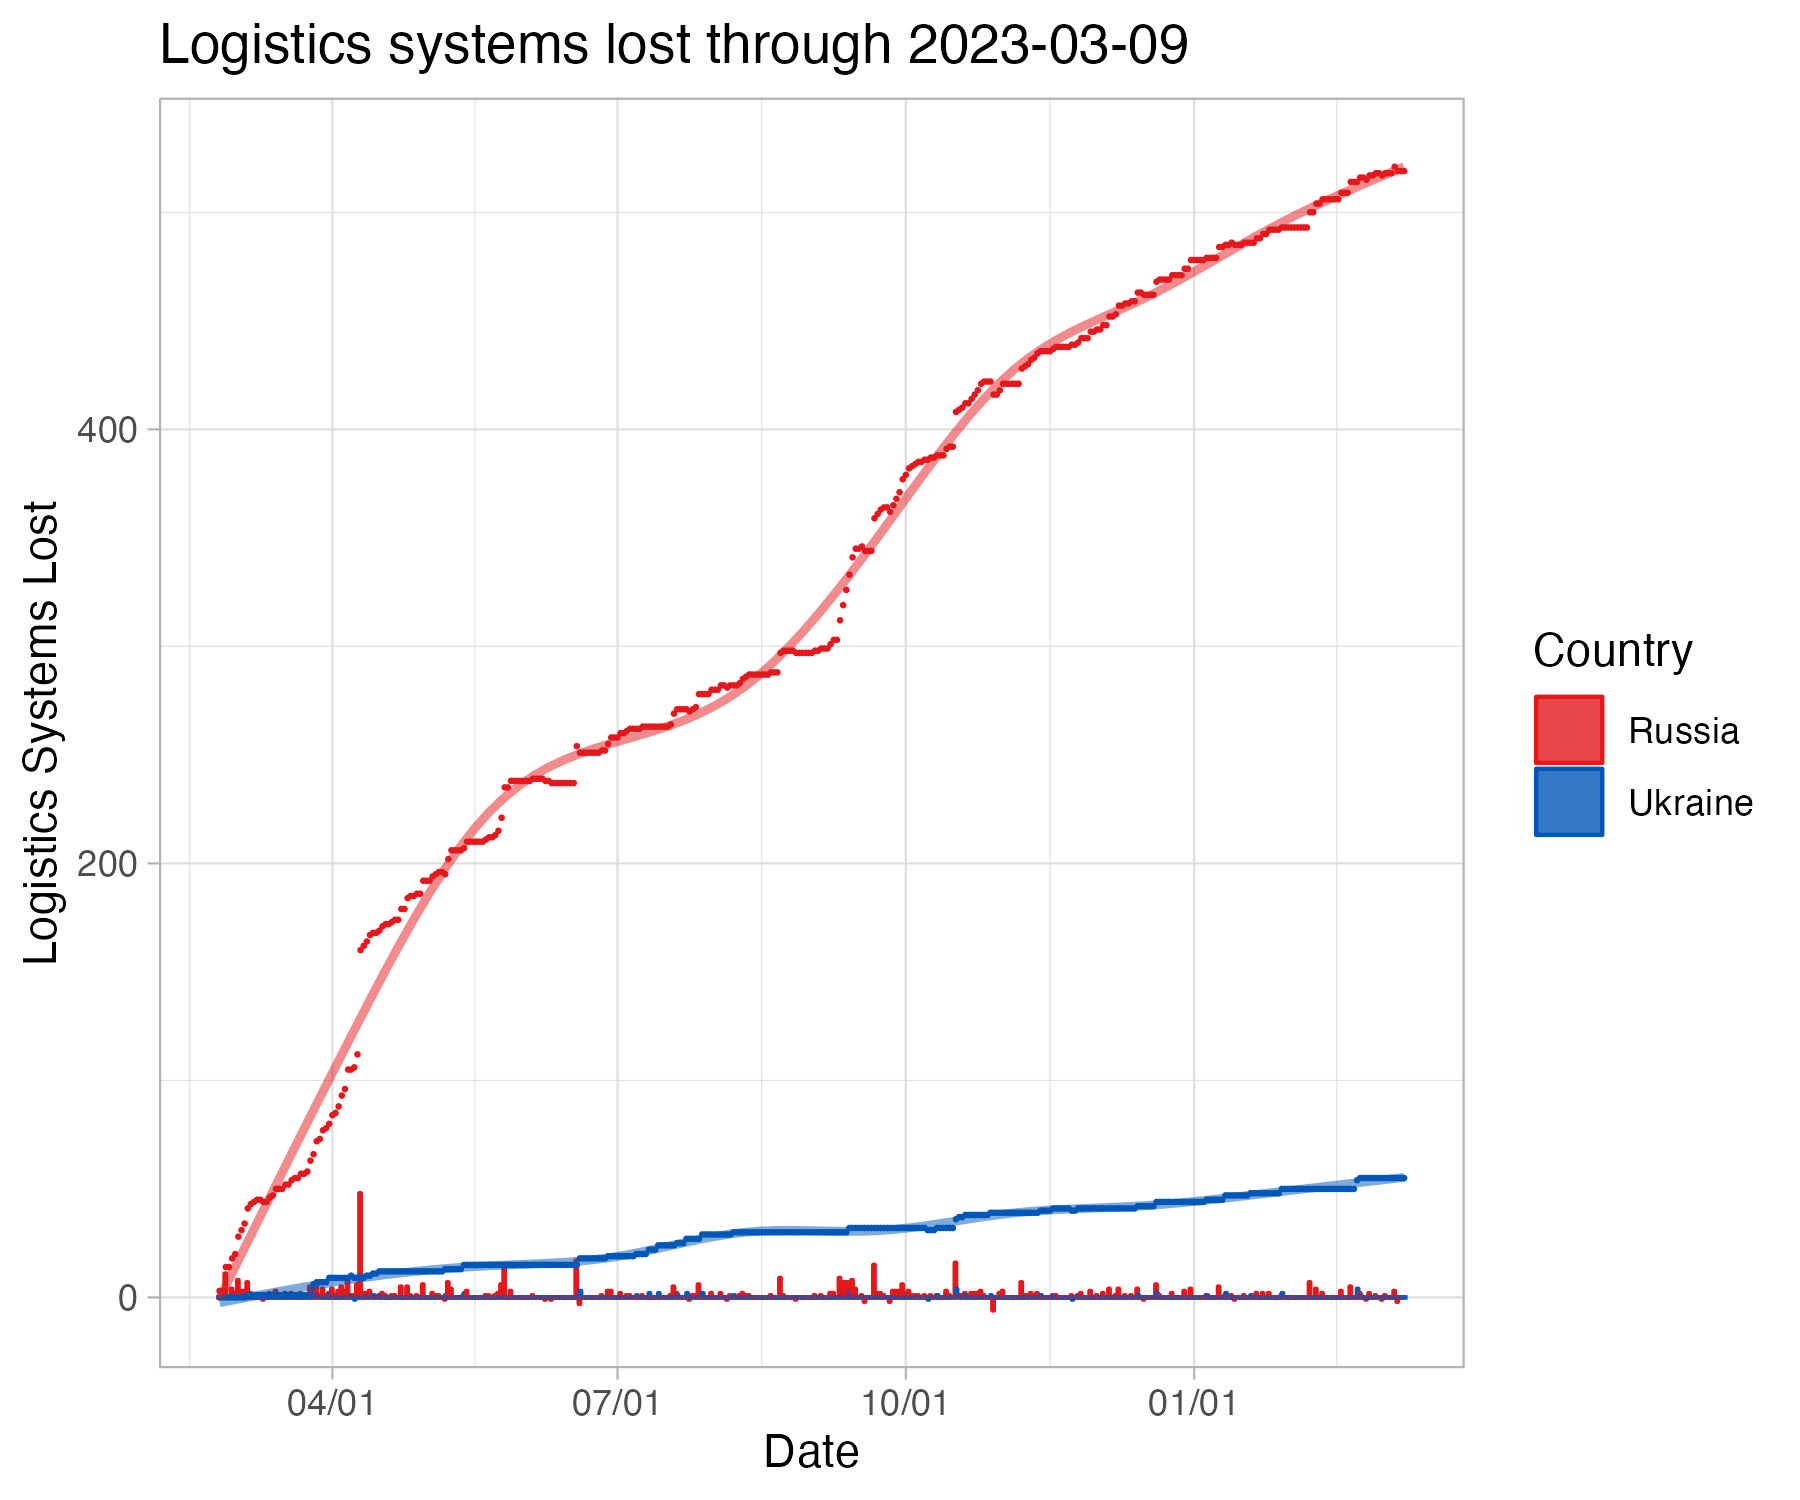 Logistics systems lost through 2023-03-09
Logistics Systems Lost
400
200
0
04/01
07/01
10/01
01/01
Date
Country
Russia
Ukraine